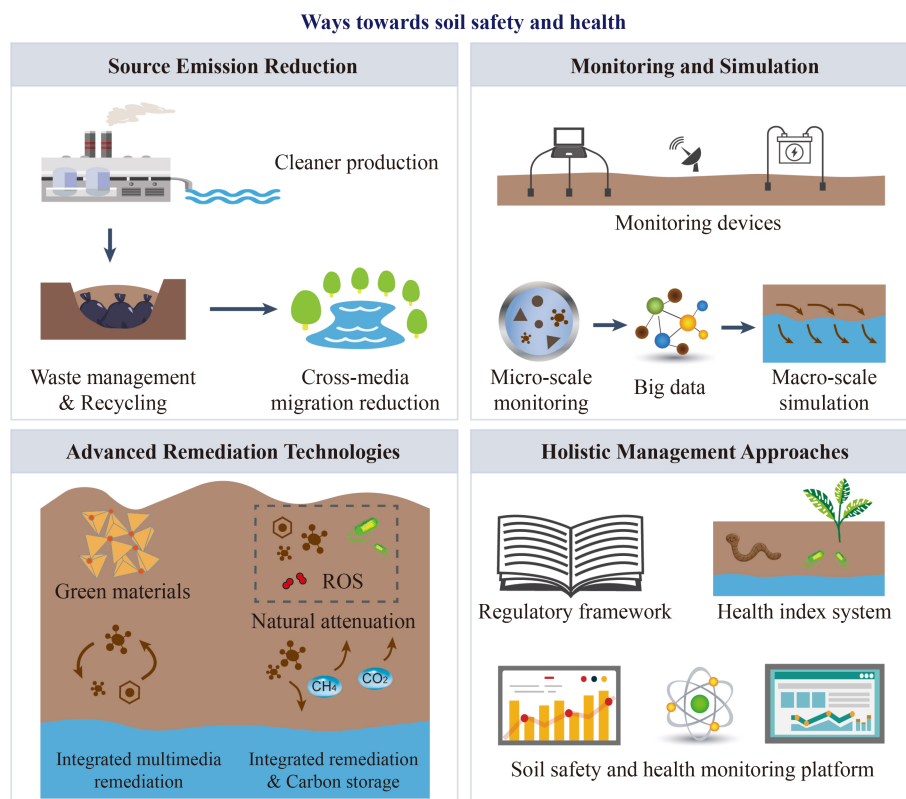 Ways towards soil safety and health
Source Emission Reduction
Cleaner production
Waste management
& Recycling
Cross-media
migration reduction
Monitoring and Simulation
Monitoring devices
Micro-scale
monitoring
Big data
Macro-scale
simulation
Advanced Remediation Technologies
Green materials
ROS
Natural attenuation
CH₄
CO₂
Integrated multimedia
remediation
Integrated remediation
& Carbon storage
Holistic Management Approaches
Regulatory framework
Health index system
Soil safety and health monitoring platform